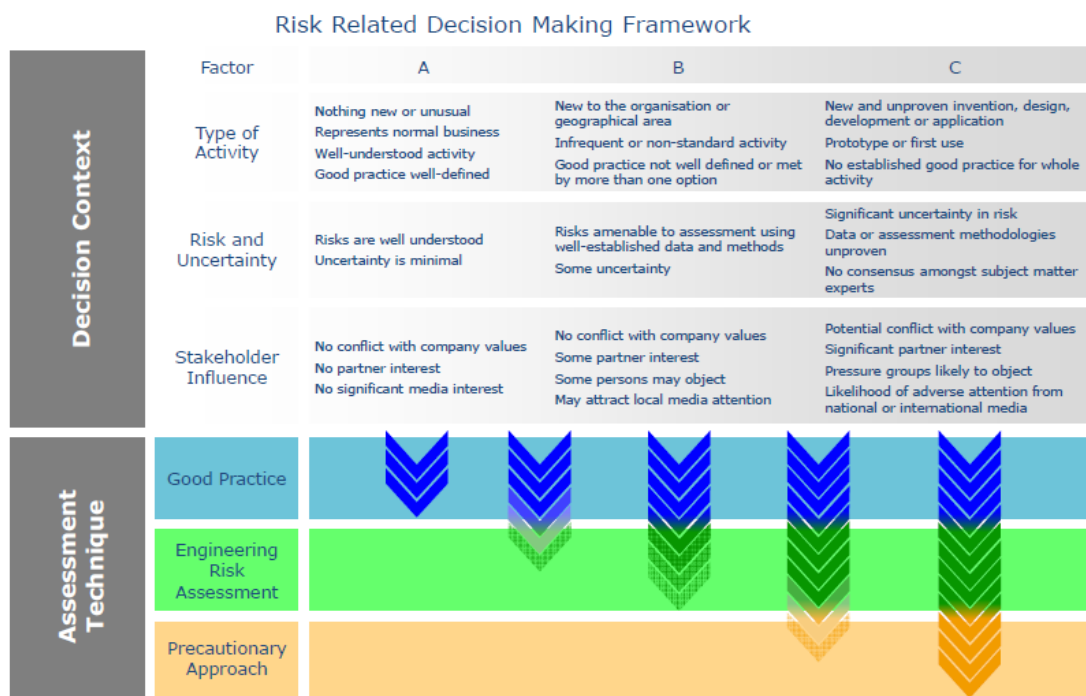 Risk Related Decision Making Framework
Decision Context
Factor
A
B
C
Type of
Activity
Nothing new or unusual
Represents normal business
Well-understood activity
Good practice well-defined
New to the organisation or
geographical area
Infrequent or non-standard activity
Good practice not well defined or met
by more than one option
New and unproven invention, design,
development or application
Prototype or first use
No established good practice for whole
activity
Risk and
Uncertainty
Risks are well understood
Uncertainty is minimal
Risks amenable to assessment using
well-established data and methods
Some uncertainty
Significant uncertainty in risk
Data or assessment methodologies
unproven
No consensus amongst subject matter
experts
Stakeholder
Influence
No conflict with company values
No partner interest
No significant media interest
No conflict with company values
Some partner interest
Some persons may object
May attract local media attention
Potential conflict with company values
Significant partner interest
Pressure groups likely to object
Likelihood of adverse attention from
national or international media
Assessment
Technique
Good Practice
Engineering
Risk
Assessment
Precautionary
Approach